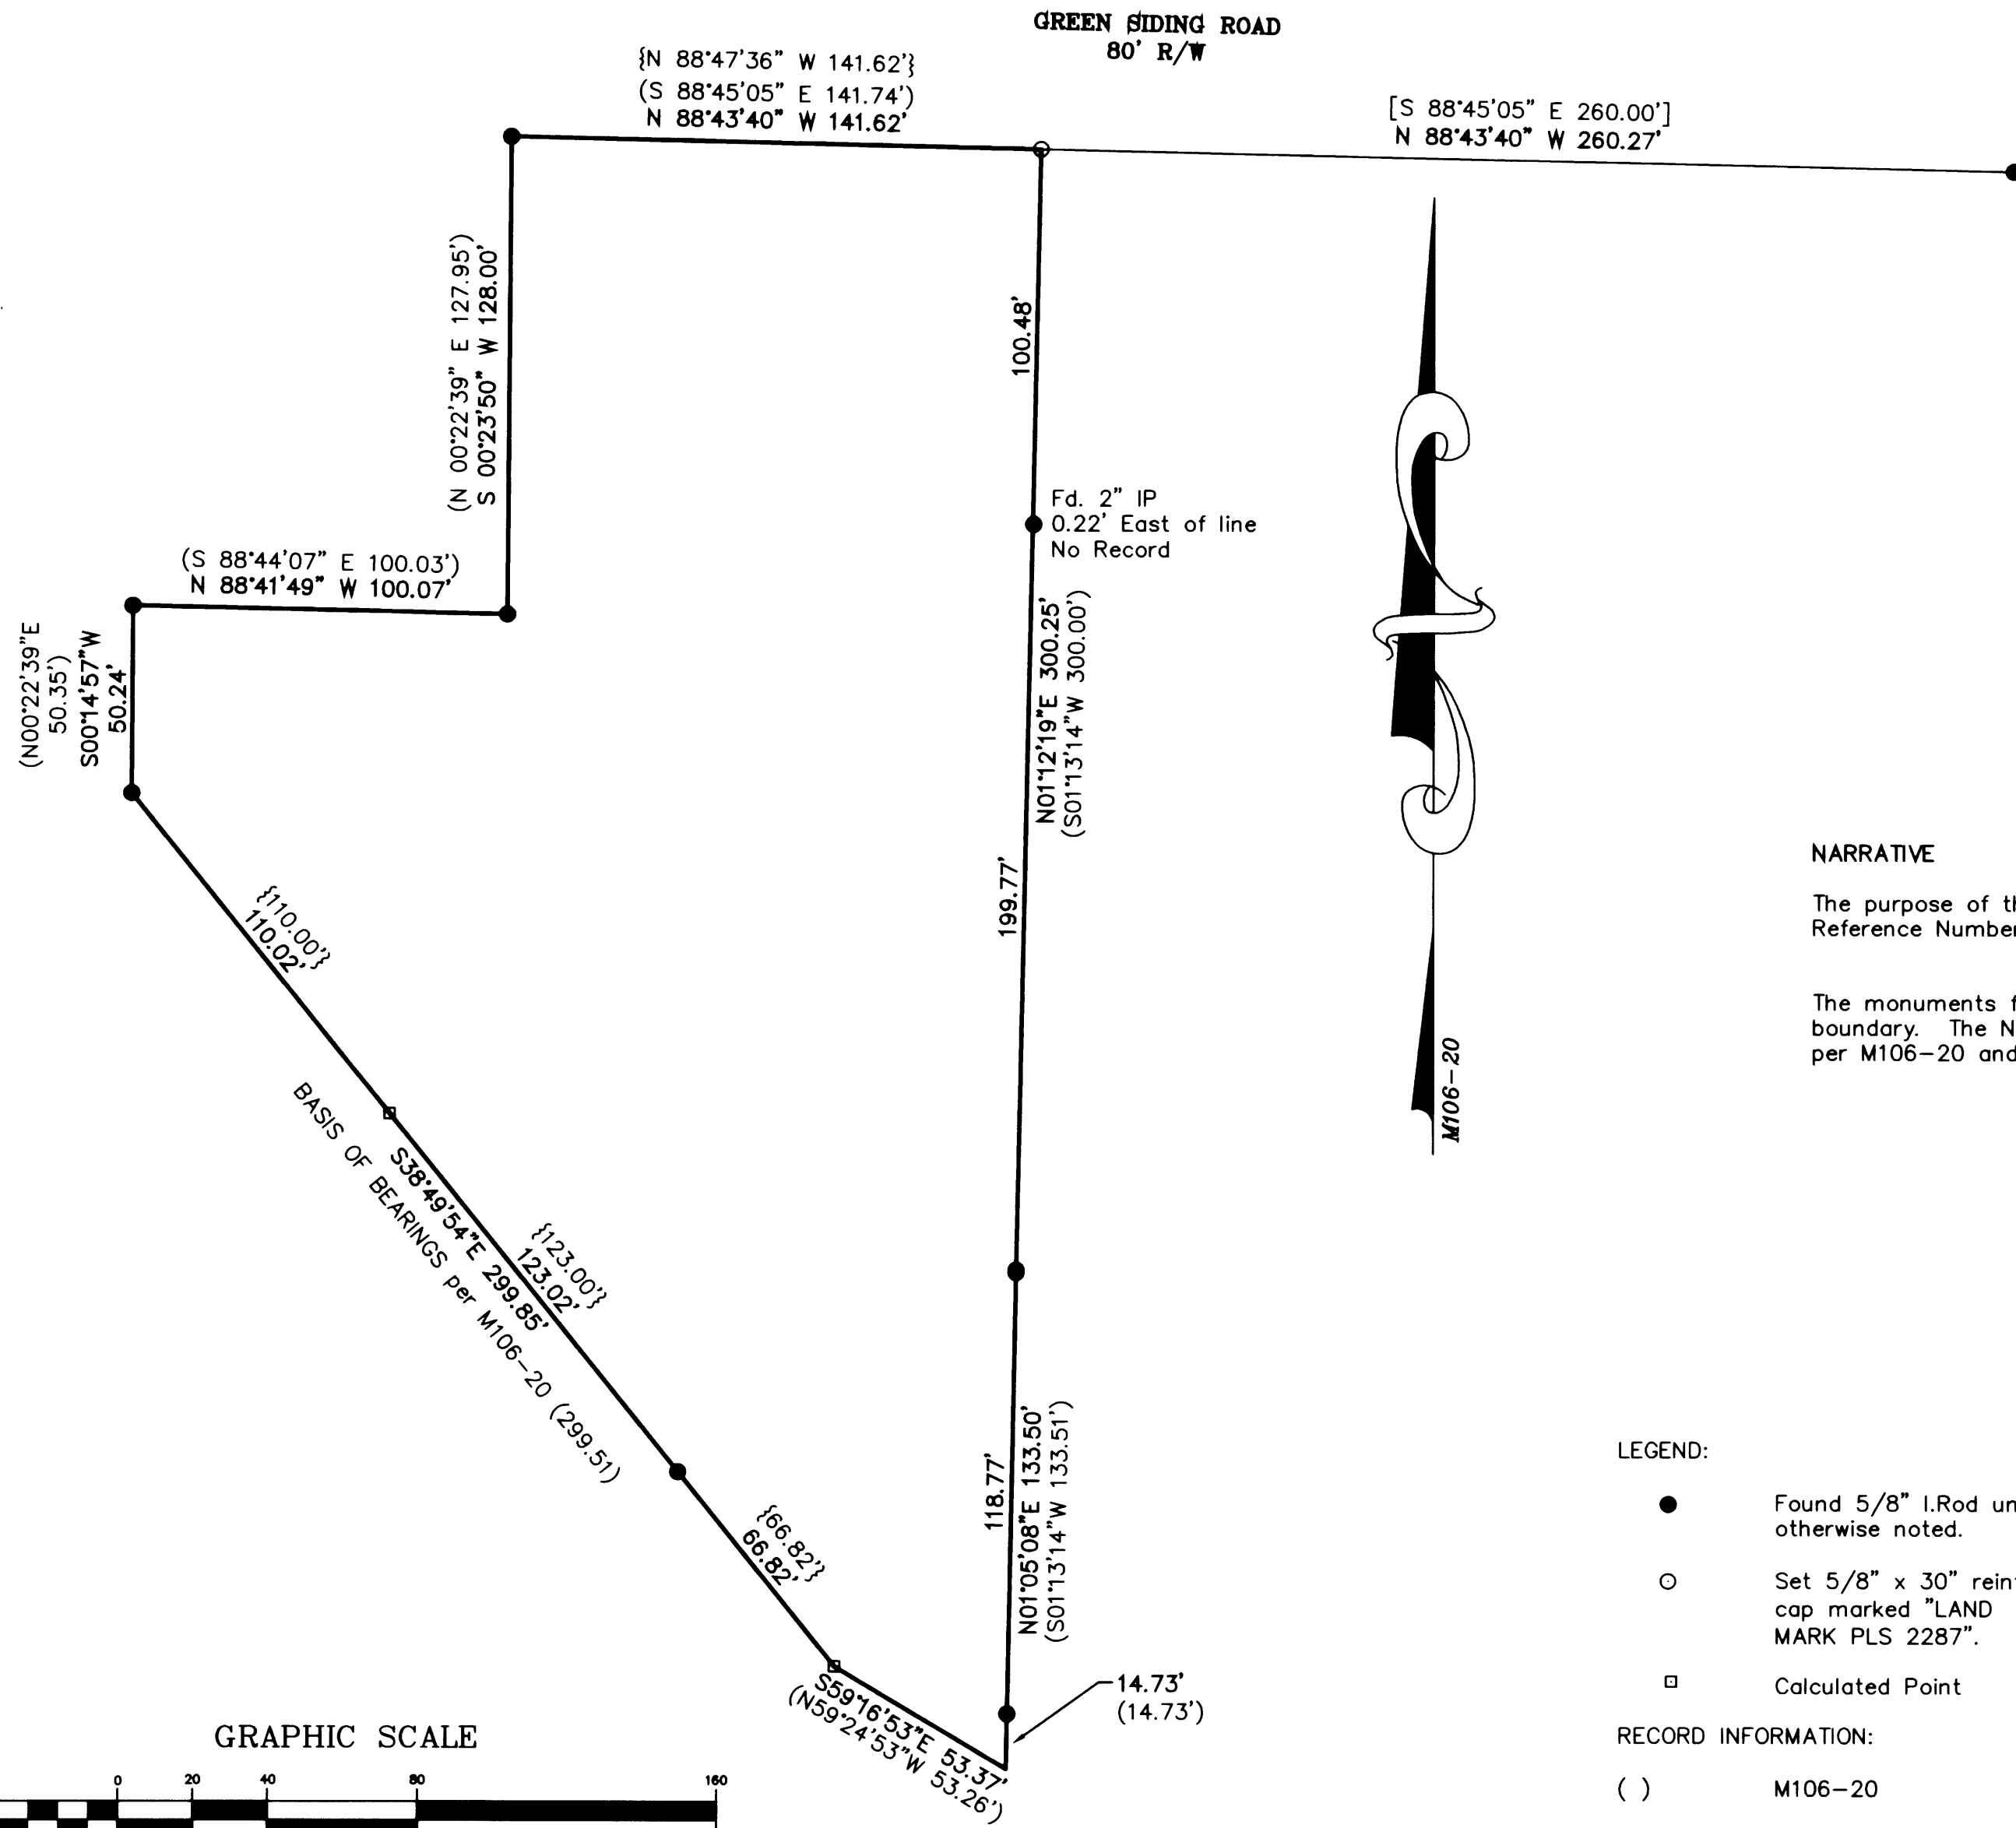 GREEN SIDING ROAD
80' R/W
{N 88°47'36" W 141.62'}
(S 88°45'05" E 141.74')
N 88°43'40" W 141.62'
[S 88°45'05" E 260.00']
N 88°43'40" W 260.27'
(N 00°22'39" E 127.95')
S 00°23'50" W 128.00'
100.48'
Fd. 2" IP
0.22' East of line
No Record
(S 88°44'07" E 100.03')
N 88°41'49" W 100.07'
(N00°22'39"E
50.35')
S00°14'57"W
50.24'
N01°12'19"E 300.25'
(S01°13'14"W 300.00')
199.77'
{110.00'}
110.02'
BASIS OF BEARINGS per M106-20 (299.51)
S38°49'54"E 299.85'
{123.00'}
123.02'
{66.82'}
66.82'
118.77'
N01°05'08"E 133.50'
(S01°13'14"W 133.51')
14.73'
(14.73')
S59°16'53"E 53.37'
(N59°24'53"W 53.26')
M106-20
NARRATIVE
The purpose of th
Reference Number
The monuments f
boundary. The N
per M106-20 and
LEGEND:
Found 5/8" I.Rod un
otherwise noted.
Set 5/8" x 30" rein
cap marked "LAND
MARK PLS 2287".
Calculated Point
RECORD INFORMATION:
( ) M106-20
GRAPHIC SCALE
0 20 40 80 160